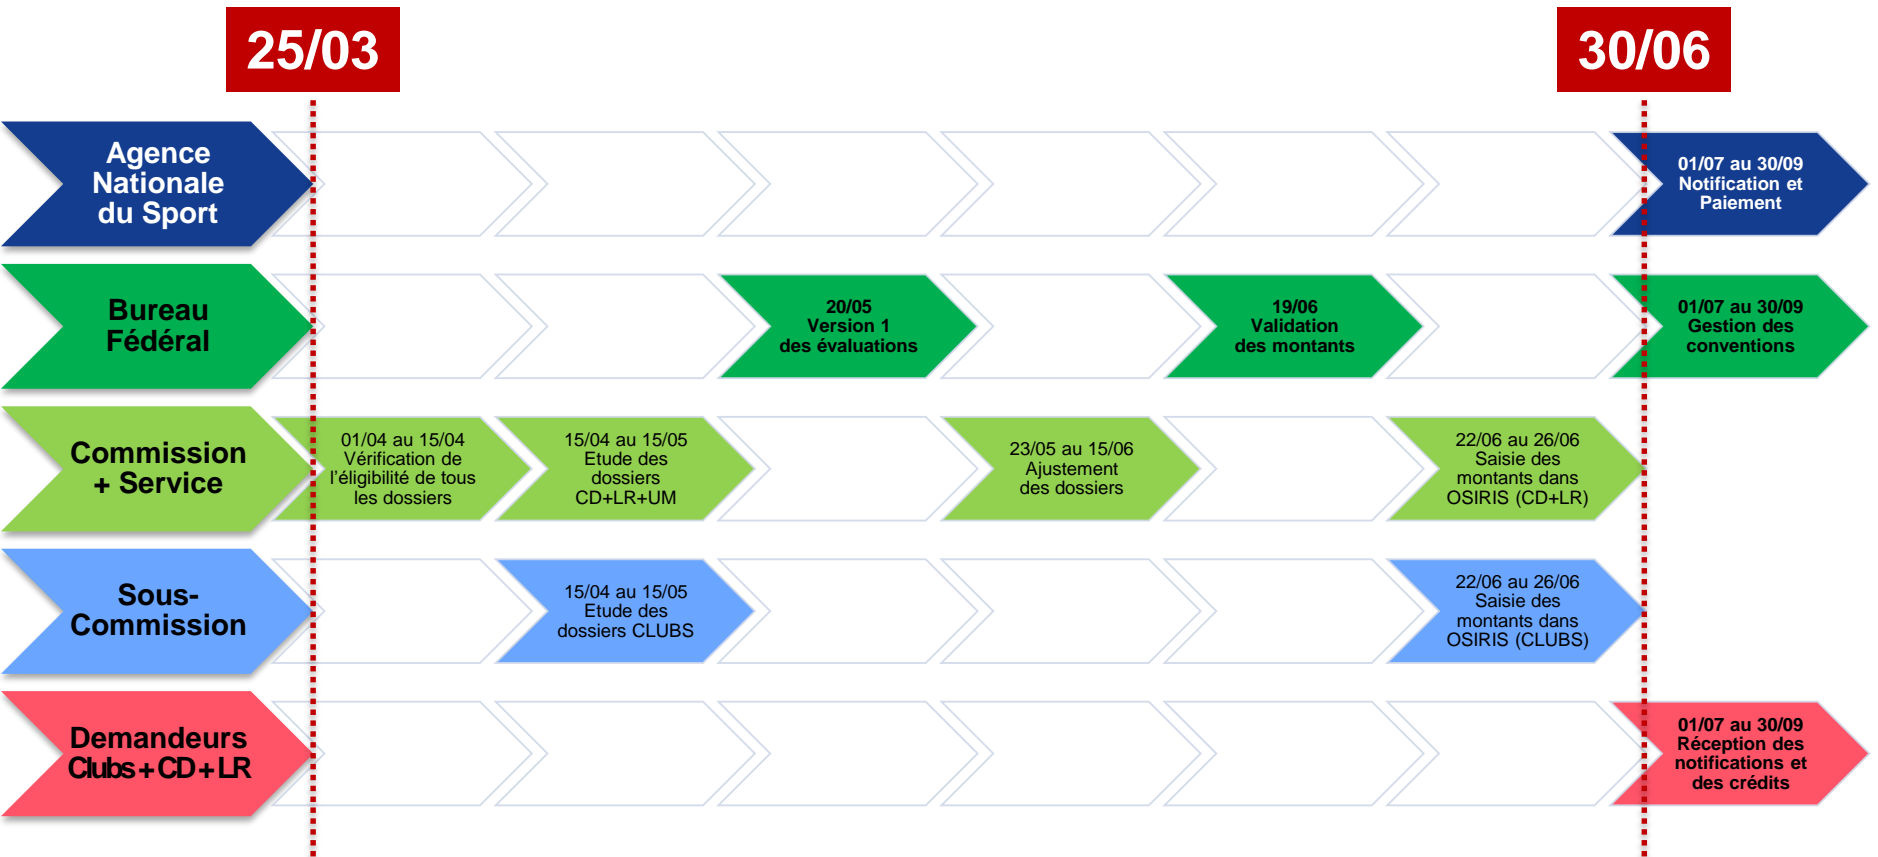 25/03
30/06
Agence
Nationale
du Sport
01/07 au 30/09
Notification et
Paiement
Bureau
Fédéral
20/05
Version 1
des évaluations
19/06
Validation
des montants
01/07 au 30/09
Gestion des
conventions
Commission
+ Service
01/04 au 15/04
Vérification de
l'éligibilité de tous
les dossiers
15/04 au 15/05
Etude des
dossiers
CD+LR+UM
23/05 au 15/06
Ajustement
des dossiers
22/06 au 26/06
Saisie des
montants dans
OSIRIS (CD+LR)
Sous-
Commission
15/04 au 15/05
Etude des
dossiers CLUBS
22/06 au 26/06
Saisie des
montants dans
OSIRIS (CLUBS)
Demandeurs
Clubs+CD+LR
01/07 au 30/09
Réception des
notifications et
des crédits